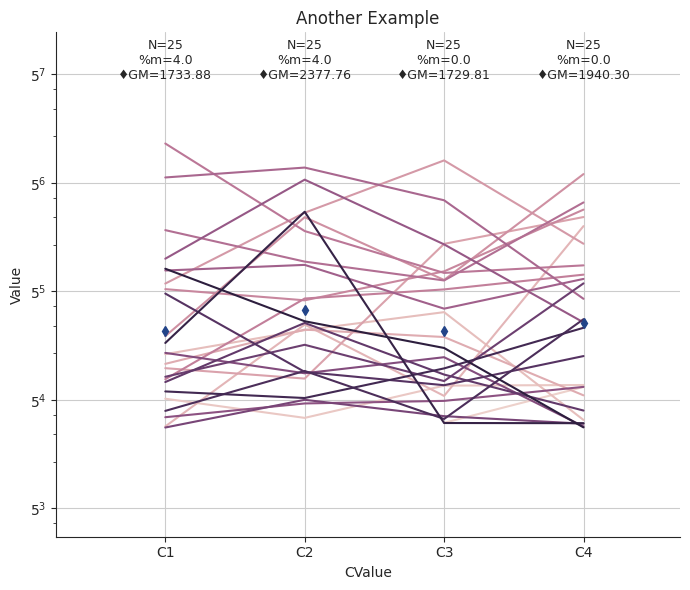 Another Example
N=25 N=25 N=25 N=25
%m=4.0 %m=4.0 %m=0.0 %m=0.0
♦GM=1733.88 ♦GM=2377.76 ♦GM=1729.81 ♦GM=1940.30
5⁷
5⁶
5⁵
5⁴
5³
Value
C1 C2 C3 C4
CValue